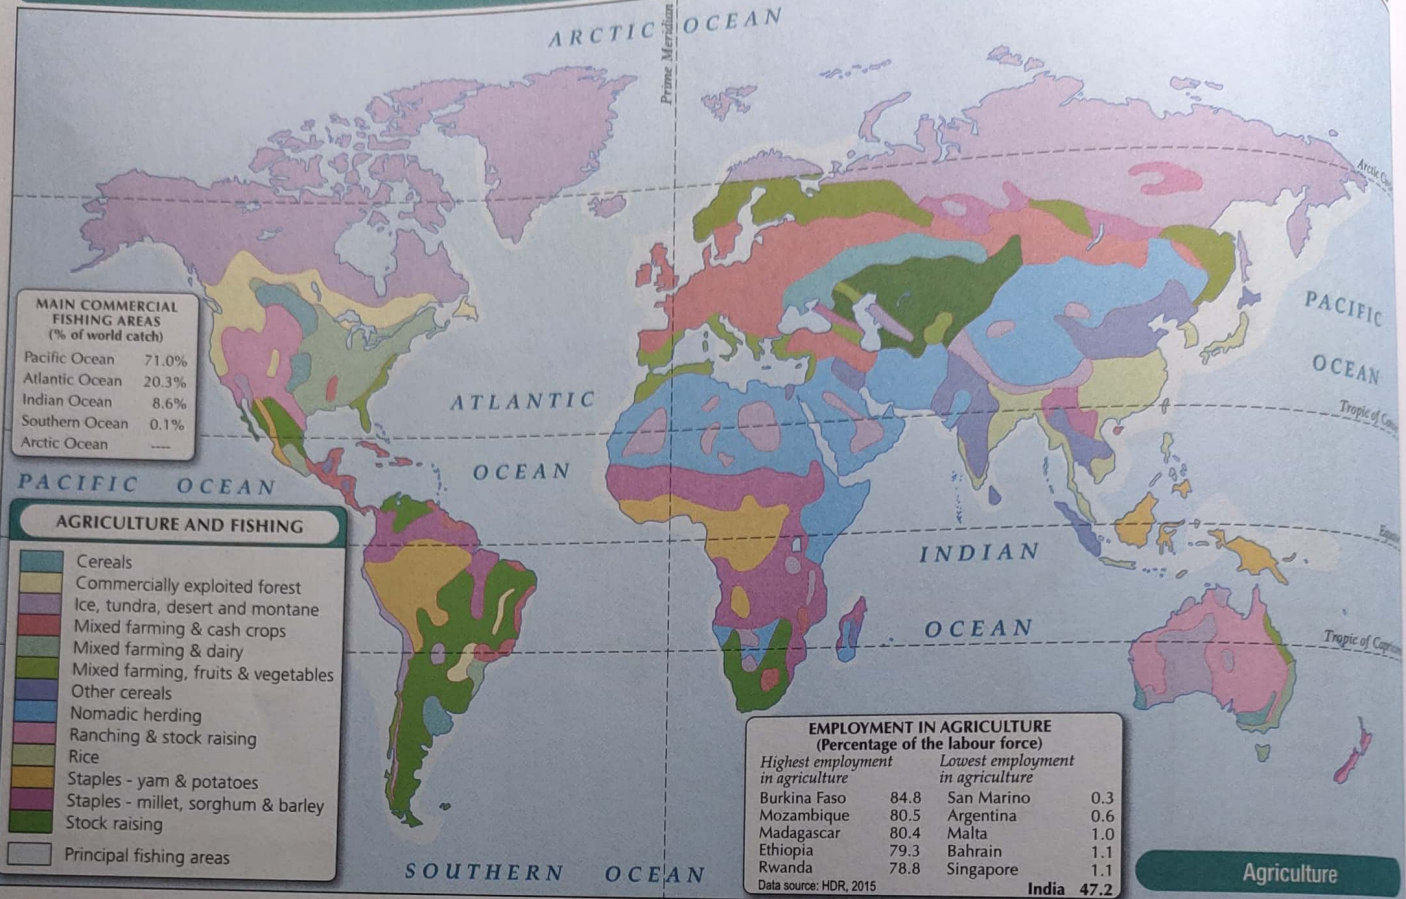 ARCTIC OCEAN
Prime Meridian
MAIN COMMERCIAL
FISHING AREAS
(% of world catch)
Pacific Ocean 71.0%
Atlantic Ocean 20.3%
Indian Ocean 8.6%
Southern Ocean 0.1%
Arctic Ocean ----
PACIFIC
OCEAN
ATLANTIC
OCEAN
Tropic of
PACIFIC OCEAN
AGRICULTURE AND FISHING
Cereals
Commercially exploited forest
Ice, tundra, desert and montane
Mixed farming & cash crops
Mixed farming & dairy
Mixed farming, fruits & vegetables
Other cereals
Nomadic herding
Ranching & stock raising
Rice
Staples - yam & potatoes
Staples - millet, sorghum & barley
Stock raising
Principal fishing areas
INDIAN
OCEAN
Tropic of
EMPLOYMENT IN AGRICULTURE
(Percentage of the labour force)
Highest employment Lowest employment
in agriculture in agriculture
Burkina Faso 84.8 San Marino 0.3
Mozambique 80.5 Argentina 0.6
Madagascar 80.4 Malta 1.0
Ethiopia 79.3 Bahrain 1.1
Rwanda 78.8 Singapore 1.1
Data source: HDR, 2015 India 47.2
SOUTHERN OCEAN
Agriculture